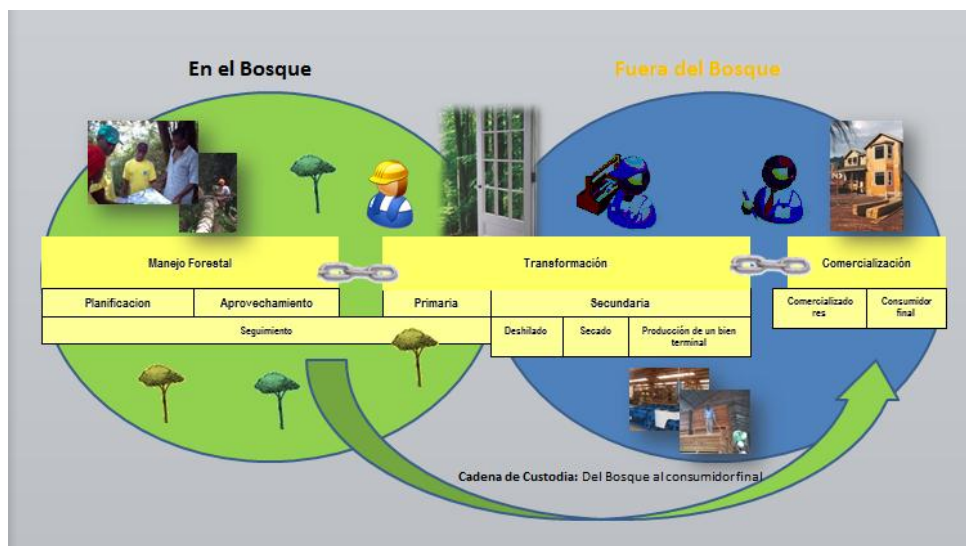 En el Bosque
Fuera del Bosque
Manejo Forestal
Transformación
Comercialización
Planificacion
Aprovechamiento
Primaria
Secundaria
Comercializado
res
Consumidor
final
Seguimiento
Deshilado
Secado
Producción de un bien
terminal
Cadena de Custodia: Del Bosque al consumidor final